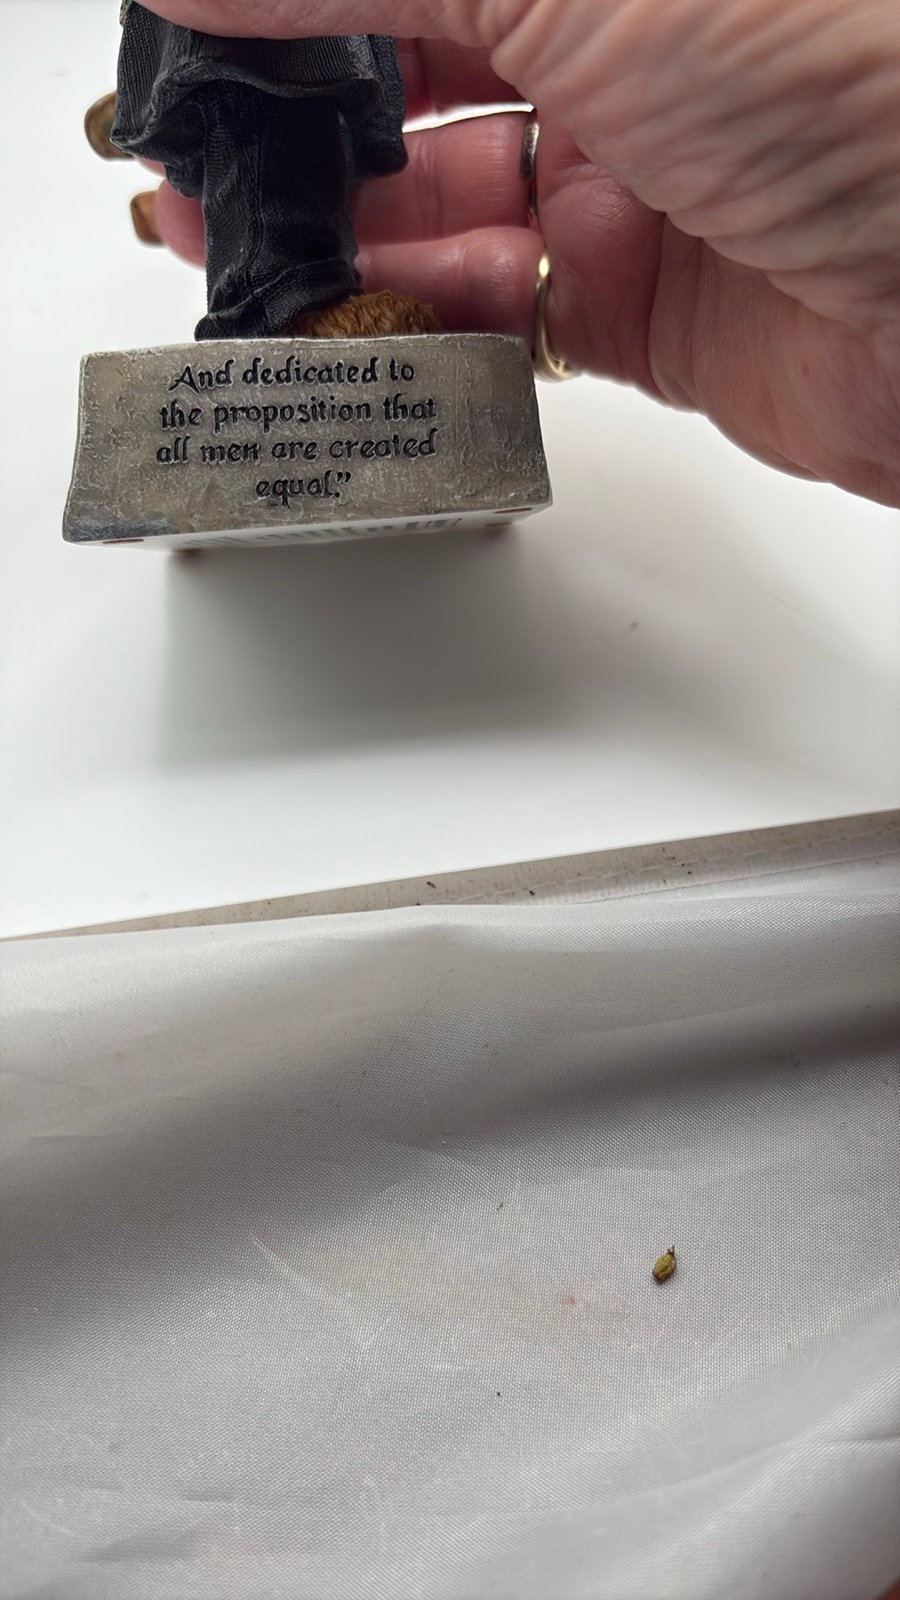 And dedicated to
the proposition that
all men are created
equal."